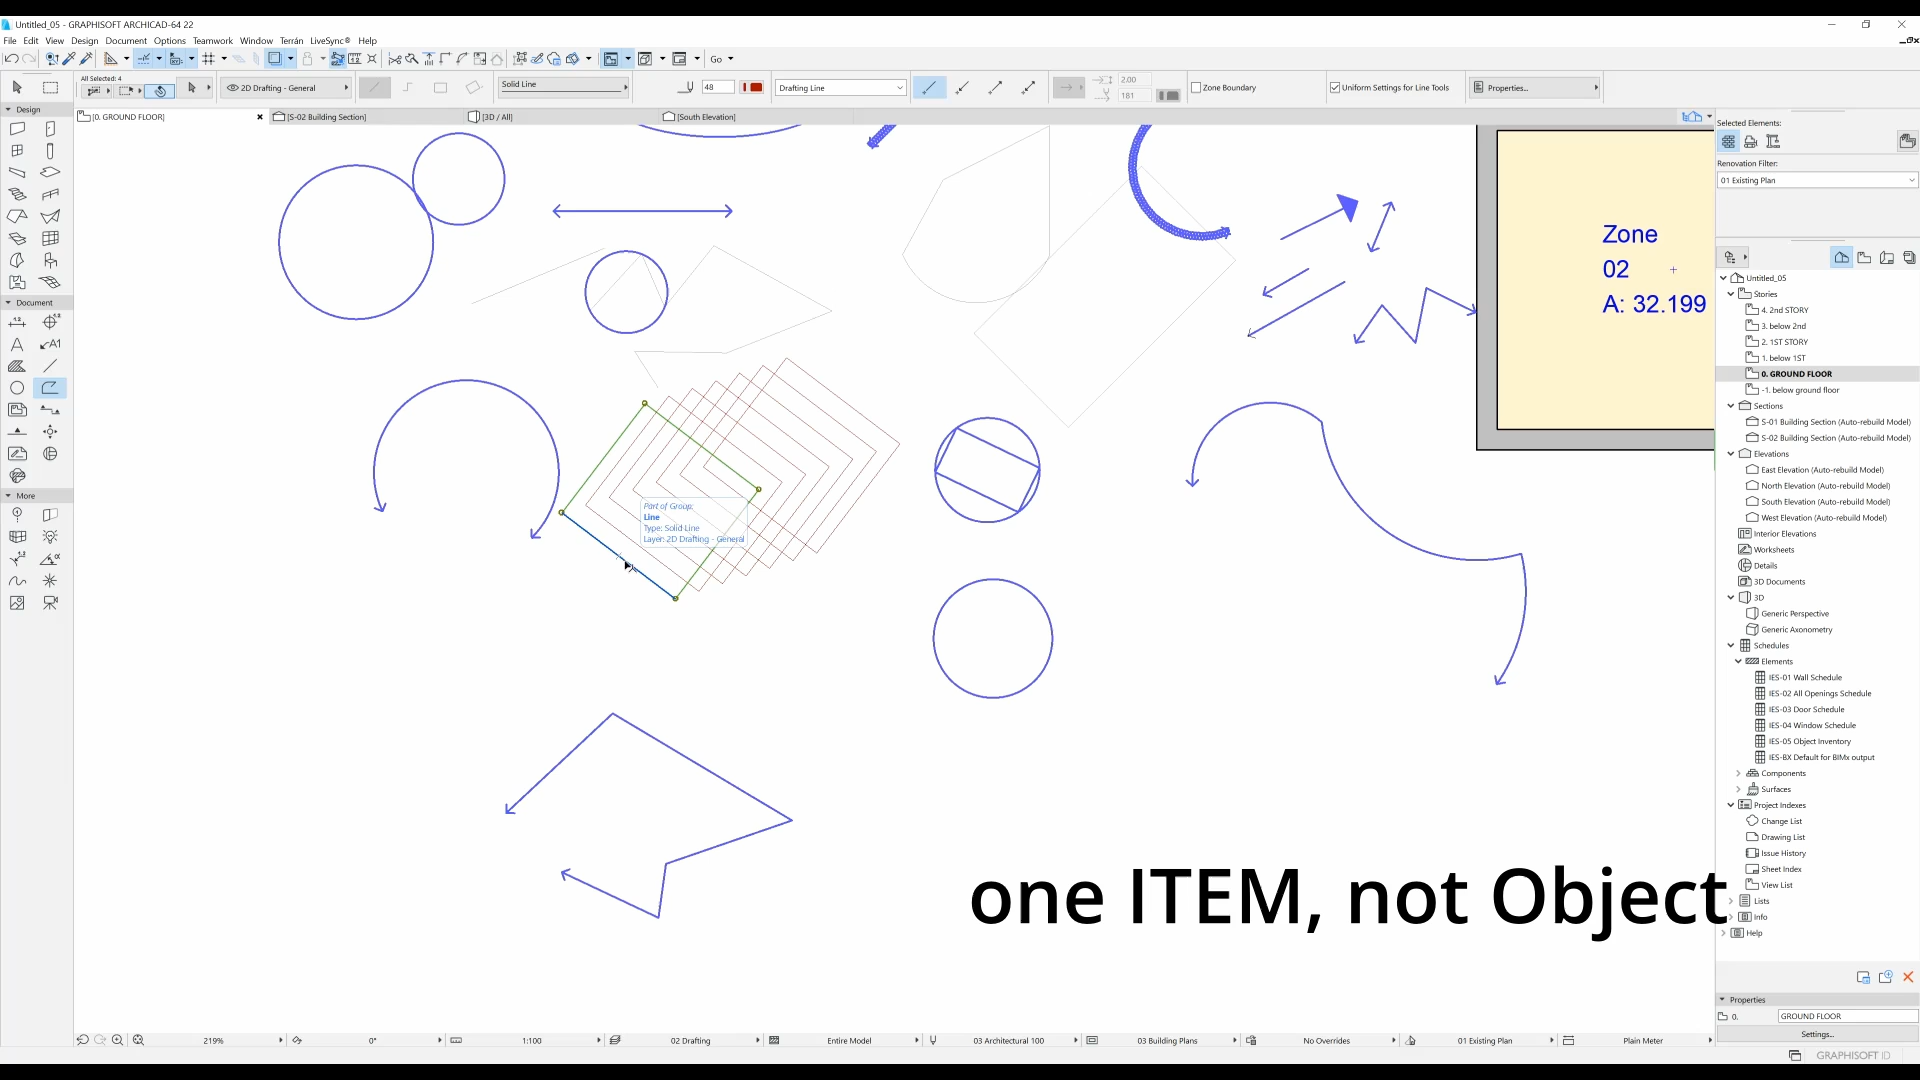 Untitled_05 - GRAPHISOFT ARCHICAD-64 22
File Edit View Design Document Options Teamwork Window Terrán LiveSync® Help
Go
All Selected: 4
2D Drafting - General
Solid Line
48
Drafting Line
2.00
181
Zone Boundary
Uniform Settings for Line Tools
Properties...
[0. GROUND FLOOR]
[S-02 Building Section]
[3D / All]
[South Elevation]
Design
Document
More
Zone
02
A: 32.199
Part of Group:
Line
Type: Solid Line
Layer: 2D Drafting - General
one ITEM, not Object
Selected Elements:
Renovation Filter:
01 Existing Plan
Untitled_05
Stories
4. 2nd STORY
3. below 2nd
2. 1ST STORY
1. below 1ST
0. GROUND FLOOR
-1. below ground floor
Sections
S-01 Building Section (Auto-rebuild Model)
S-02 Building Section (Auto-rebuild Model)
Elevations
East Elevation (Auto-rebuild Model)
North Elevation (Auto-rebuild Model)
South Elevation (Auto-rebuild Model)
West Elevation (Auto-rebuild Model)
Interior Elevations
Worksheets
Details
3D Documents
3D
Generic Perspective
Generic Axonometry
Schedules
Elements
IES-01 Wall Schedule
IES-02 All Openings Schedule
IES-03 Door Schedule
IES-04 Window Schedule
IES-05 Object Inventory
IES-BX Default for BIMx output
Components
Surfaces
Project Indexes
Change List
Drawing List
Issue History
Sheet Index
View List
Lists
Info
Help
Properties
0. GROUND FLOOR
Settings...
219%
0°
1:100
02 Drafting
Entire Model
03 Architectural 100
03 Building Plans
No Overrides
01 Existing Plan
Plain Meter
GRAPHISOFT ID